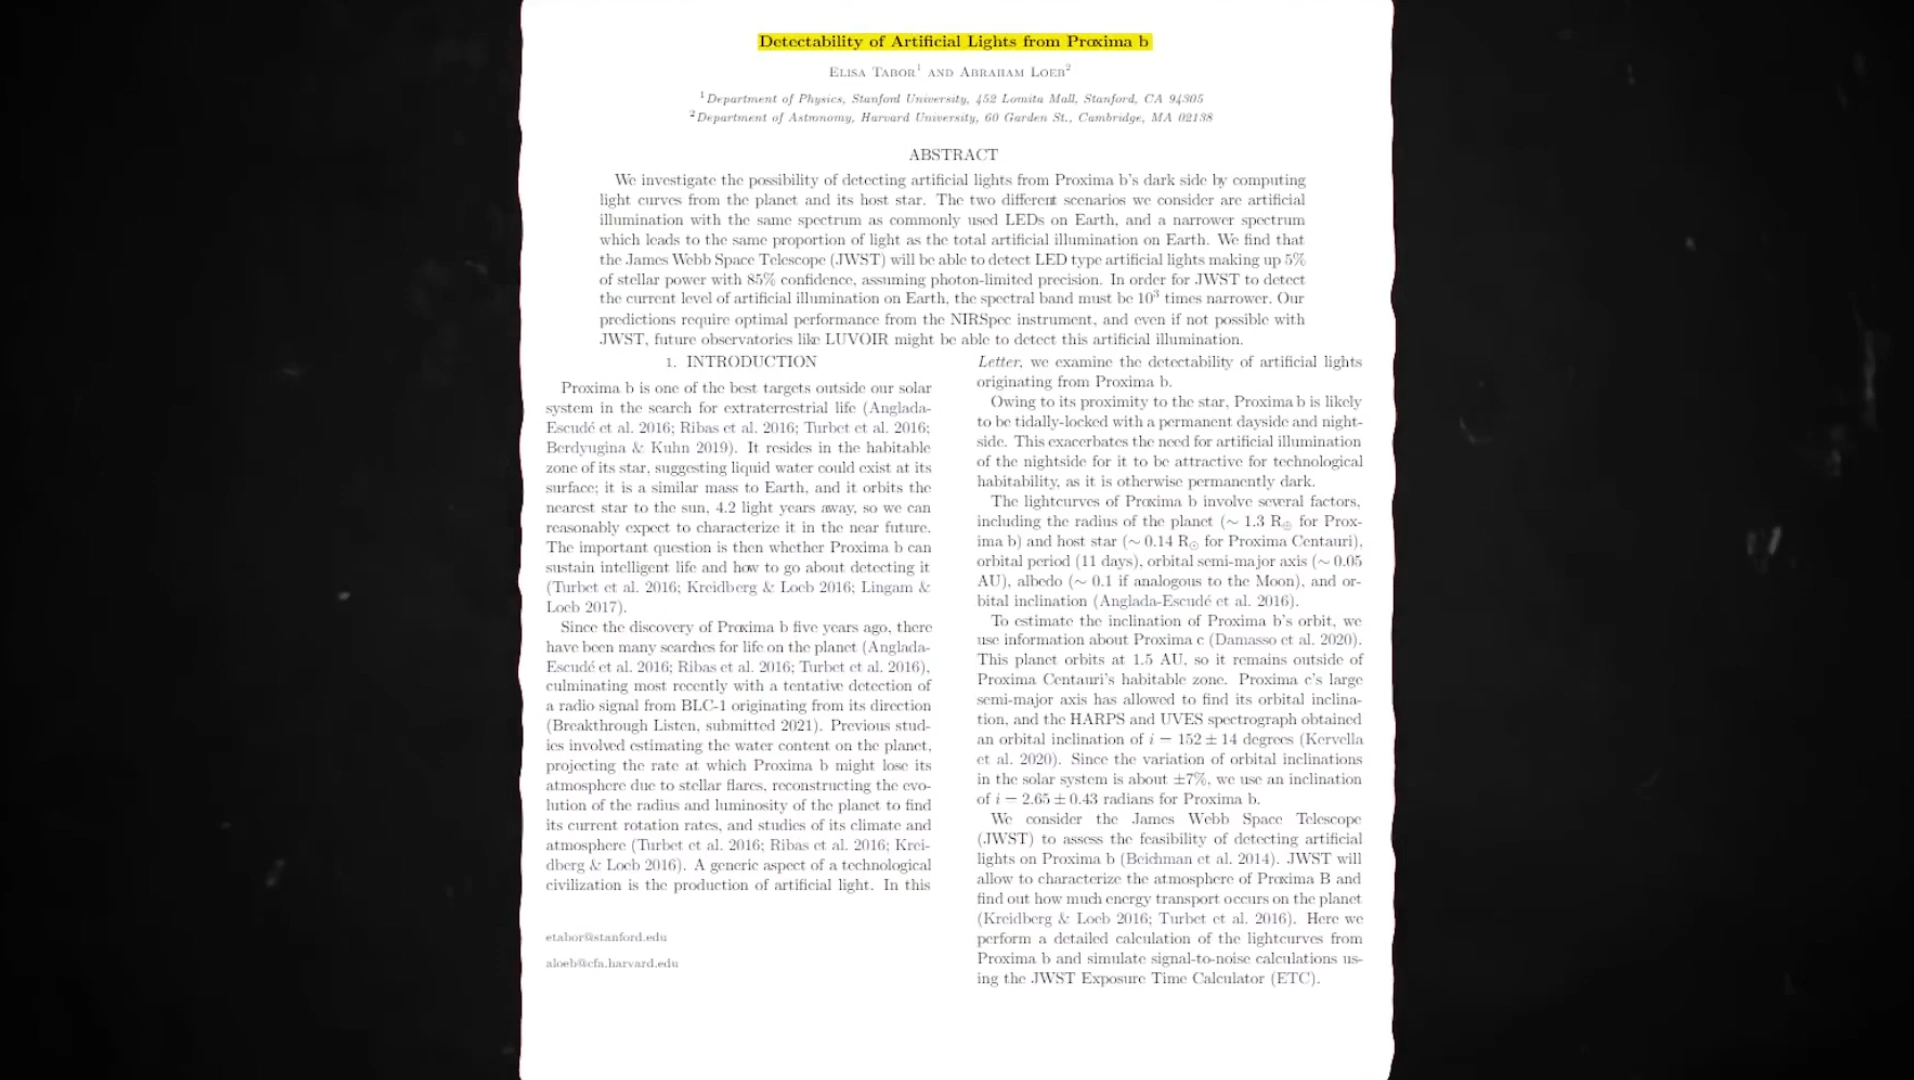 Detectability of Artificial Lights from Proxima b
Elisa Tabor¹ and Abraham Loeb²
¹Department of Physics, Stanford University, 452 Lomita Mall, Stanford, CA 94305
²Department of Astronomy, Harvard University, 60 Garden St., Cambridge, MA 02138
ABSTRACT
We investigate the possibility of detecting artificial lights from Proxima b's dark side by computing
light curves from the planet and its host star. The two different scenarios we consider are artificial
illumination with the same spectrum as commonly used LEDs on Earth, and a narrower spectrum
which leads to the same proportion of light as the total artificial illumination on Earth. We find that
the James Webb Space Telescope (JWST) will be able to detect LED type artificial lights making up 5%
of stellar power with 85% confidence, assuming photon-limited precision. In order for JWST to detect
the current level of artificial illumination on Earth, the spectral band must be 10³ times narrower. Our
predictions require optimal performance from the NIRSpec instrument, and even if not possible with
JWST, future observatories like LUVOIR might be able to detect this artificial illumination.
1. INTRODUCTION
Proxima b is one of the best targets outside our solar
system in the search for extraterrestrial life (Anglada-
Escudé et al. 2016; Ribas et al. 2016; Turbet et al. 2016;
Berdyugina & Kuhn 2019). It resides in the habitable
zone of its star, suggesting liquid water could exist at its
surface; it is a similar mass to Earth, and it orbits the
nearest star to the sun, 4.2 light years away, so we can
reasonably expect to characterize it in the near future.
The important question is then whether Proxima b can
sustain intelligent life and how to go about detecting it
(Turbet et al. 2016; Kreidberg & Loeb 2016; Lingam &
Loeb 2017).
Since the discovery of Proxima b five years ago, there
have been many searches for life on the planet (Anglada-
Escudé et al. 2016; Ribas et al. 2016; Turbet et al. 2016),
culminating most recently with a tentative detection of
a radio signal from BLC-1 originating from its direction
(Breakthrough Listen, submitted 2021). Previous stud-
ies involved estimating the water content on the planet,
projecting the rate at which Proxima b might lose its
atmosphere due to stellar flares, reconstructing the evo-
lution of the radius and luminosity of the planet to find
its current rotation rates, and studies of its climate and
atmosphere (Turbet et al. 2016; Ribas et al. 2016; Krei-
dberg & Loeb 2016). A generic aspect of a technological
civilization is the production of artificial light. In this
etabor@stanford.edu
aloeb@cfa.harvard.edu
Letter, we examine the detectability of artificial lights
originating from Proxima b.
Owing to its proximity to the star, Proxima b is likely
to be tidally-locked with a permanent dayside and night-
side. This exacerbates the need for artificial illumination
of the nightside for it to be attractive for technological
habitability, as it is otherwise permanently dark.
The lightcurves of Proxima b involve several factors,
including the radius of the planet (∼ 1.3 R⊕ for Prox-
ima b) and host star (∼ 0.14 R⊙ for Proxima Centauri),
orbital period (11 days), orbital semi-major axis (∼ 0.05
AU), albedo (∼ 0.1 if analogous to the Moon), and or-
bital inclination (Anglada-Escudé et al. 2016).
To estimate the inclination of Proxima b's orbit, we
use information about Proxima c (Damasso et al. 2020).
This planet orbits at 1.5 AU, so it remains outside of
Proxima Centauri's habitable zone. Proxima c's large
semi-major axis has allowed to find its orbital inclina-
tion, and the HARPS and UVES spectrograph obtained
an orbital inclination of i = 152 ± 14 degrees (Kervella
et al. 2020). Since the variation of orbital inclinations
in the solar system is about ±7%, we use an inclination
of i = 2.65 ± 0.43 radians for Proxima b.
We consider the James Webb Space Telescope
(JWST) to assess the feasibility of detecting artificial
lights on Proxima b (Beichman et al. 2014). JWST will
allow to characterize the atmosphere of Proxima B and
find out how much energy transport occurs on the planet
(Kreidberg & Loeb 2016; Turbet et al. 2016). Here we
perform a detailed calculation of the lightcurves from
Proxima b and simulate signal-to-noise calculations us-
ing the JWST Exposure Time Calculator (ETC).